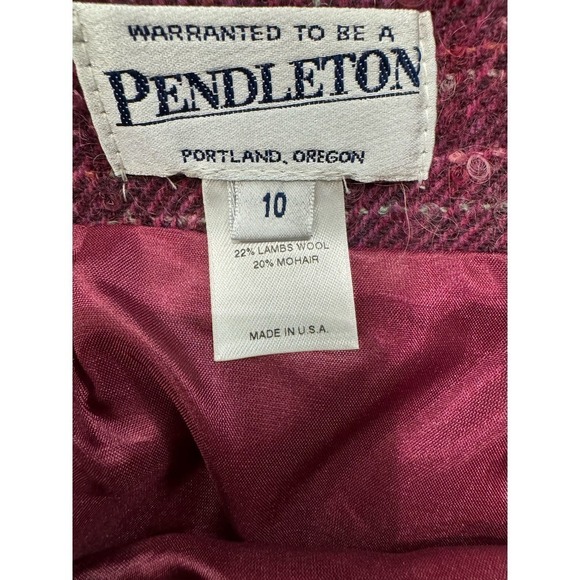 WARRANTED TO BE A
PENDLETON
PORTLAND, OREGON
10
22% LAMBS WOOL
20% MOHAIR
MADE IN U.S.A.